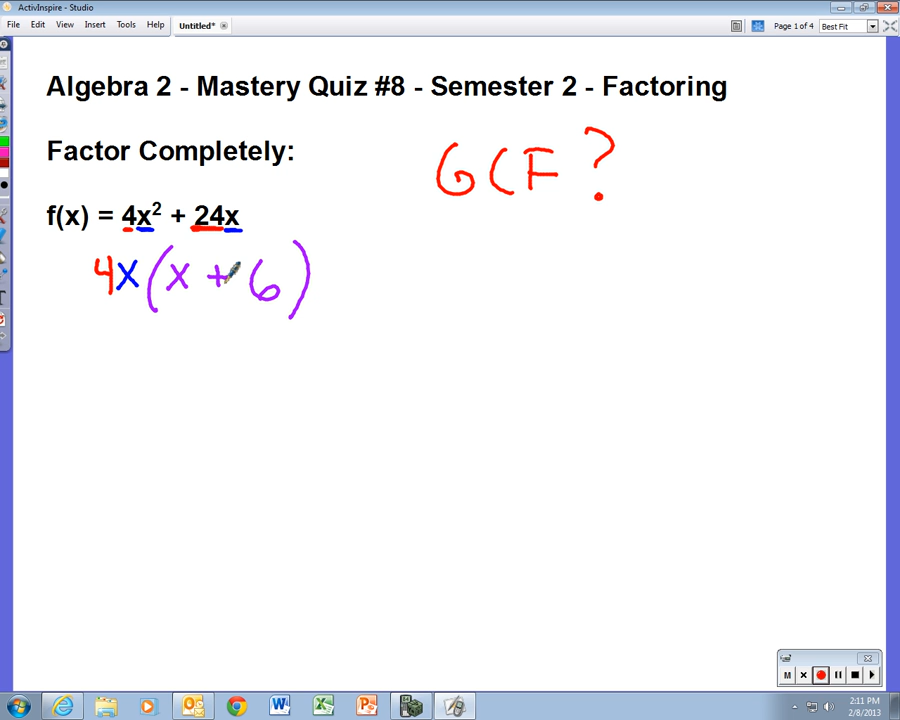 ActivInspire - Studio
File Edit View Insert Tools Help Untitled* Page 1 of 4 Best Fit
Algebra 2 - Mastery Quiz #8 - Semester 2 - Factoring
Factor Completely:
GCF ?
f(x) = 4x² + 24x
4x(x + 6)
M
2:11 PM
2/8/2013